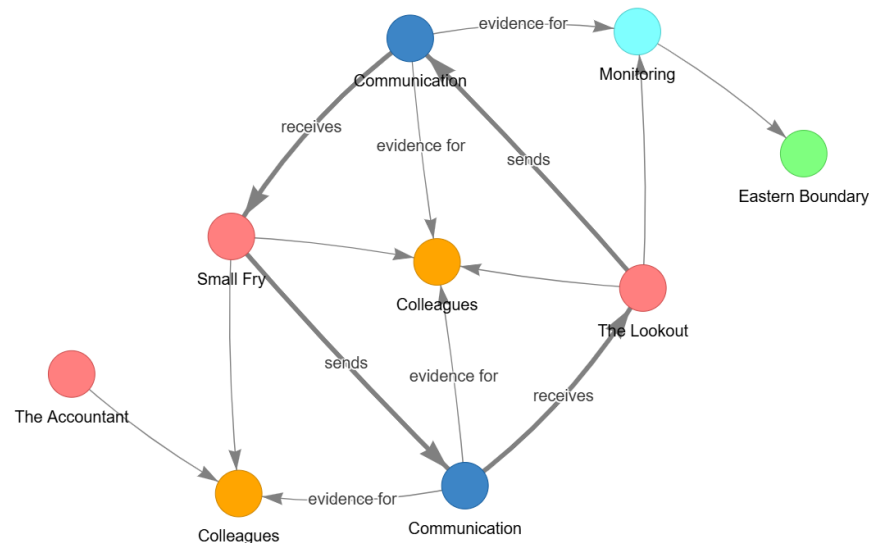 evidence for
Communication
Monitoring
receives
evidence for
sends
Eastern Boundary
Small Fry
Colleagues
The Lookout
sends
evidence for
receives
The Accountant
evidence for
Colleagues
Communication